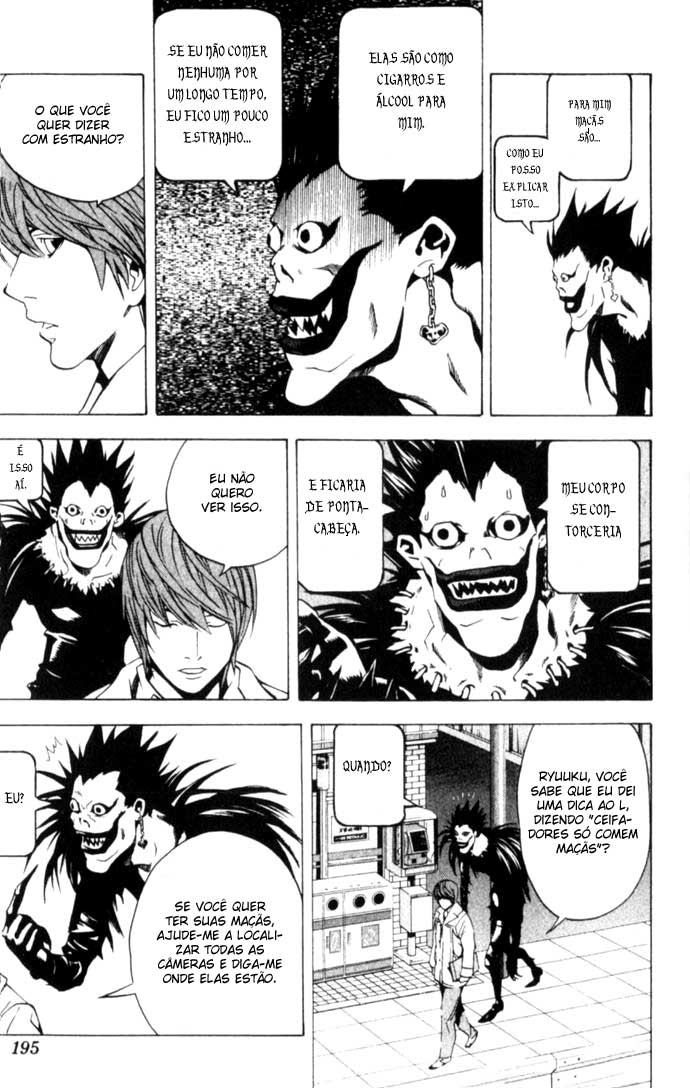 PARA MIM
MAÇÃS
SÃO...
COMO EU
POSSO
EXPLICAR
ISTO...
ELAS SÃO COMO
CIGARROS E
ÁLCOOL PARA
MIM.
SE EU NÃO COMER
NENHUMA POR
UM LONGO TEMPO,
EU FICO UM POUCO
ESTRANHO...
O QUE VOCÊ
QUER DIZER
COM ESTRANHO?
MEU CORPO
SE CON-
TORCERIA
E FICARIA
DE PONTA-
CABEÇA.
EU NÃO
QUERO
VER ISSO.
É
ISSO
AÍ.
RYUUKU, VOCÊ
SABE QUE EU DEI
UMA DICA AO L,
DIZENDO "CEIFA-
DORES SÓ COMEM
MAÇÃS"?
QUANDO?
EU?
SE VOCÊ QUER
TER SUAS MAÇÃS,
AJUDE-ME A LOCALI-
ZAR TODAS AS
CÂMERAS E DIGA-ME
ONDE ELAS ESTÃO.
195